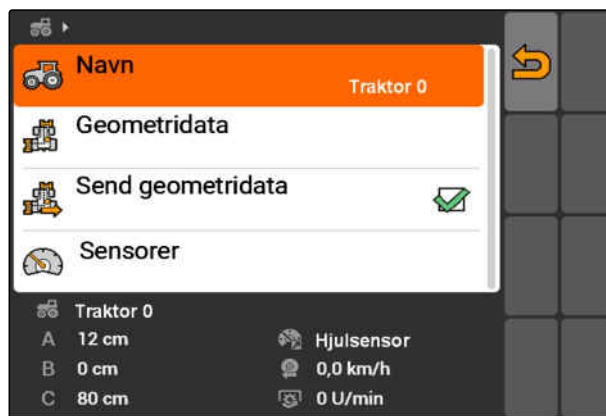 Navn
Traktor 0
Geometridata
Send geometridata
Sensorer
Traktor 0
A 12 cm Hjulsensor
B 0 cm 0,0 km/h
C 80 cm 0 U/min